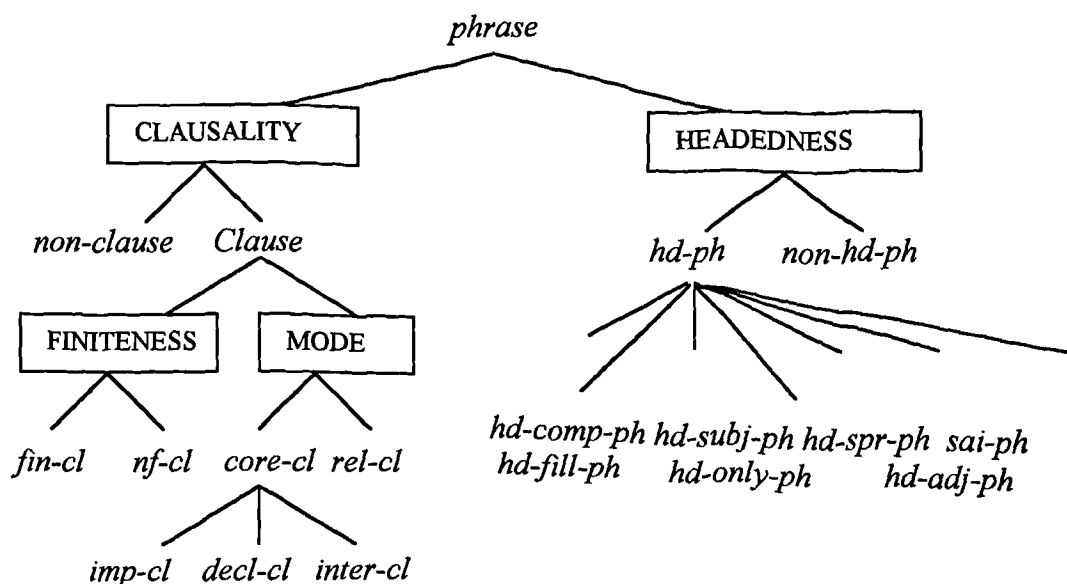 phrase
CLAUSALITY HEADEDNESS
non-clause Clause hd-ph non-hd-ph
FINITENESS MODE
fin-cl nf-cl core-cl rel-cl
hd-comp-ph hd-subj-ph hd-spr-ph sai-ph
hd-fill-ph hd-only-ph hd-adj-ph
imp-cl decl-cl inter-cl